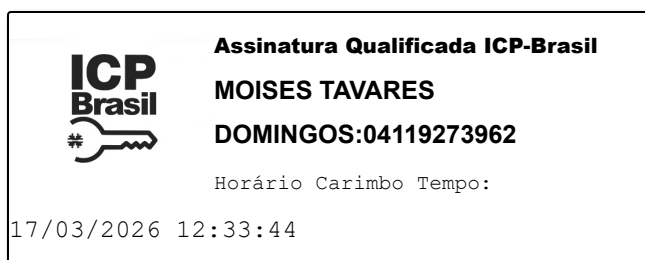 ICP
Brasil
Assinatura Qualificada ICP-Brasil
MOISES TAVARES
DOMINGOS:04119273962
Horário Carimbo Tempo:
17/03/2026 12:33:44